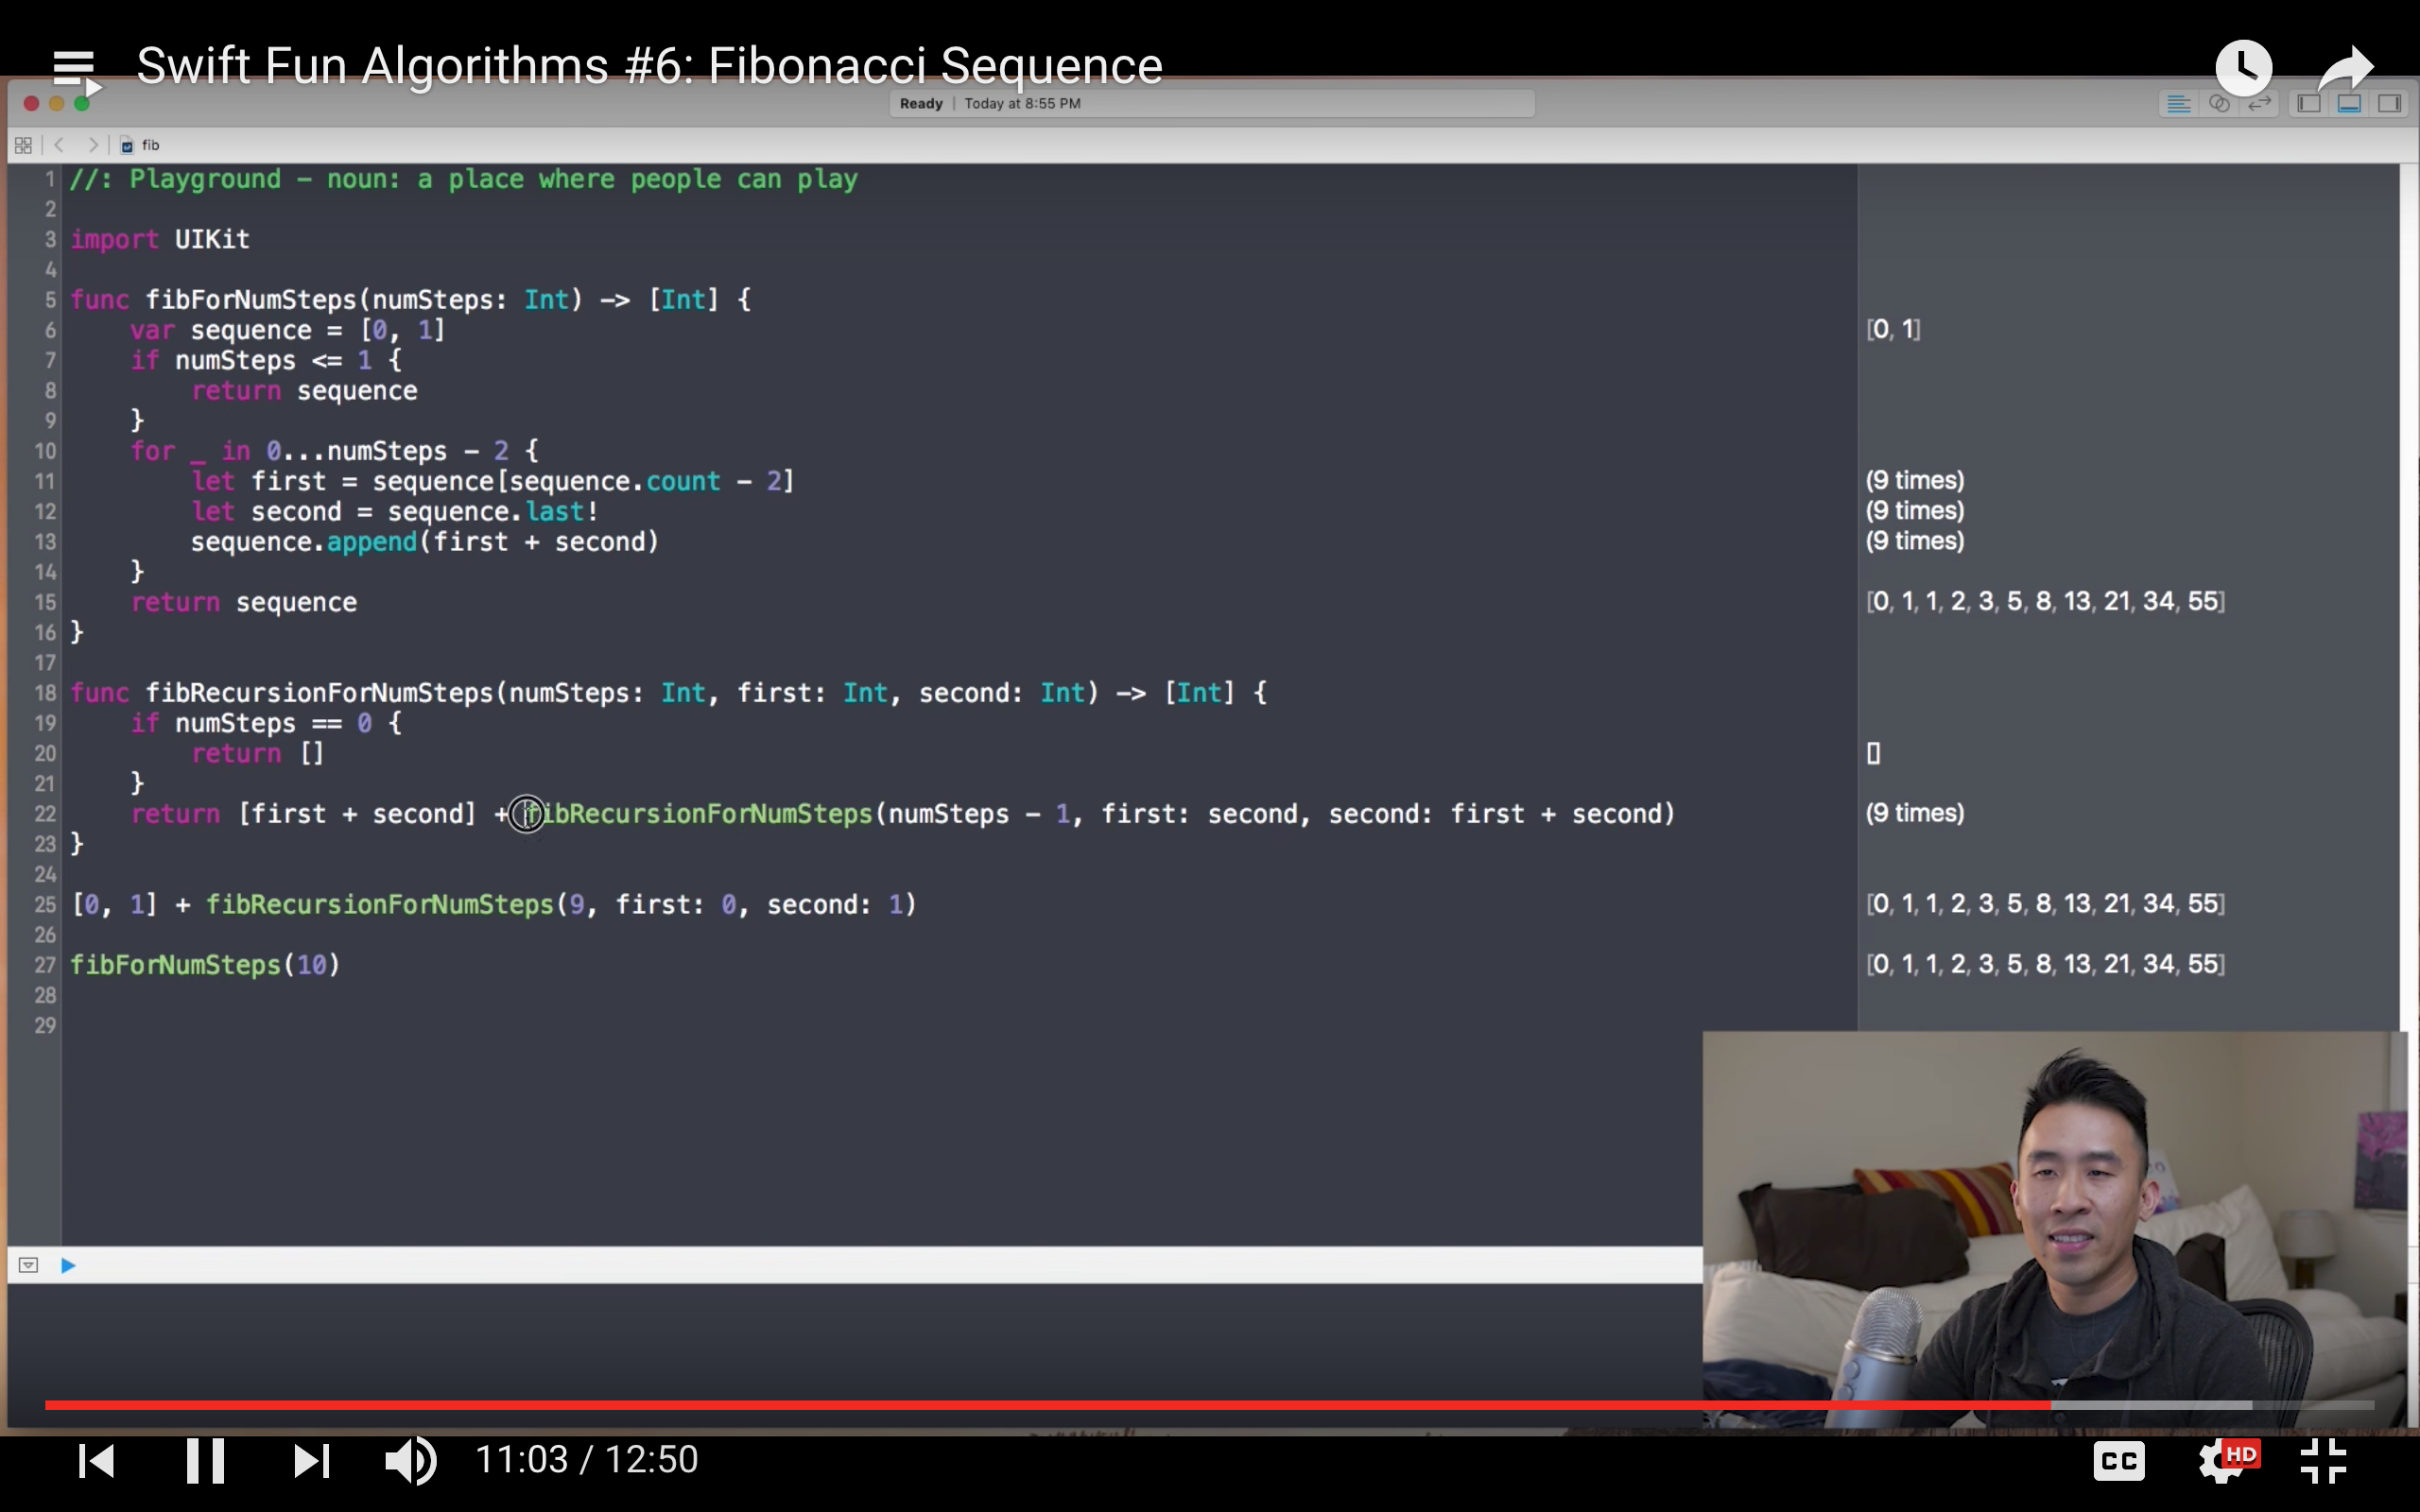 Swift Fun Algorithms #6: Fibonacci Sequence
Ready | Today at 8:55 PM
fib
1 //: Playground – noun: a place where people can play
2
3 import UIKit
4
5 func fibForNumSteps(numSteps: Int) -> [Int] {
6 var sequence = [0, 1] [0, 1]
7 if numSteps <= 1 {
8 return sequence
9 }
10 for _ in 0...numSteps - 2 {
11 let first = sequence[sequence.count - 2] (9 times)
12 let second = sequence.last! (9 times)
13 sequence.append(first + second) (9 times)
14 }
15 return sequence [0, 1, 1, 2, 3, 5, 8, 13, 21, 34, 55]
16 }
17
18 func fibRecursionForNumSteps(numSteps: Int, first: Int, second: Int) -> [Int] {
19 if numSteps == 0 {
20 return [] []
21 }
22 return [first + second] + fibRecursionForNumSteps(numSteps - 1, first: second, second: first + second) (9 times)
23 }
24
25 [0, 1] + fibRecursionForNumSteps(9, first: 0, second: 1) [0, 1, 1, 2, 3, 5, 8, 13, 21, 34, 55]
26
27 fibForNumSteps(10) [0, 1, 1, 2, 3, 5, 8, 13, 21, 34, 55]
28
29
11:03 / 12:50
CC
HD